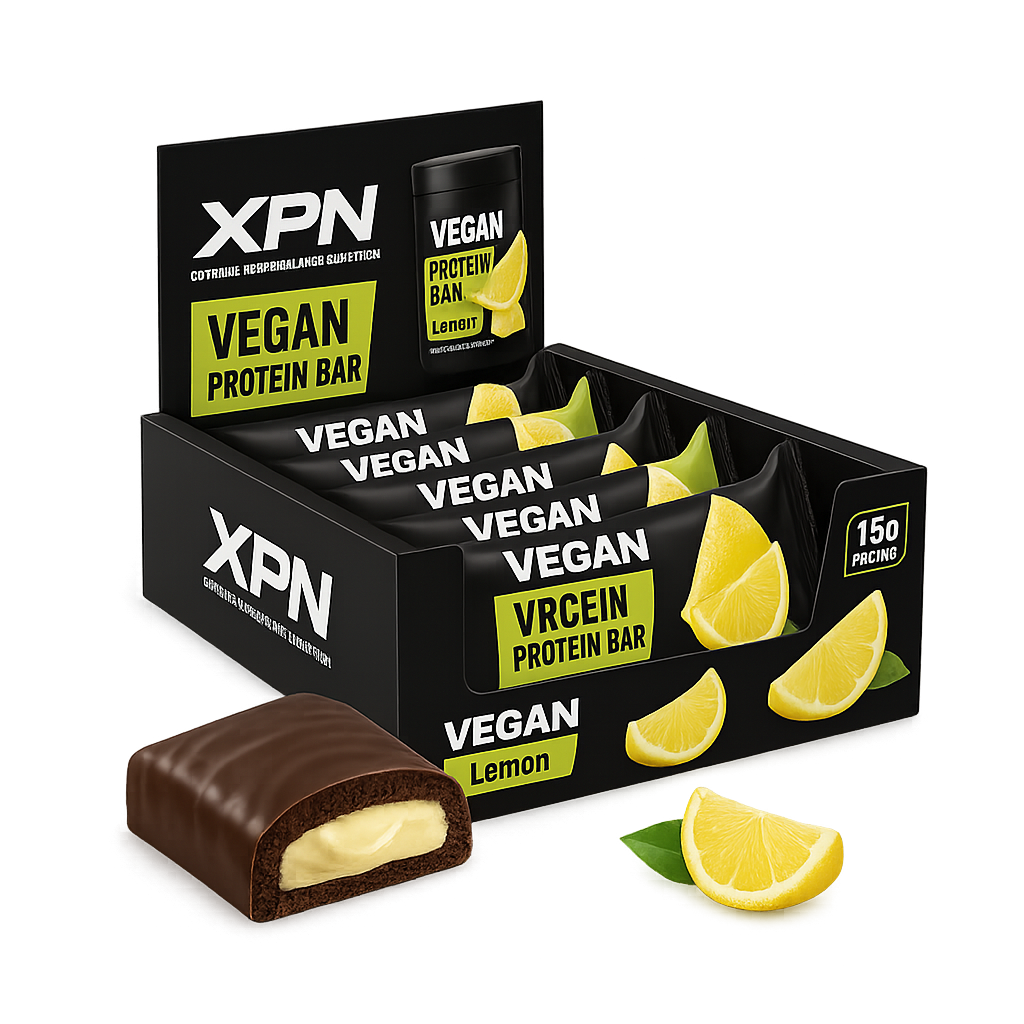 XPN
VEGAN
PROTEIN BAR
VEGAN
PROTEIW
BAN.
VEGAN
VEGAN
VEGAN
VEGAN
VEGAN
VRCEIN
PROTEIN BAR
15o
PRCING
XPN
VEGAN
Lemon